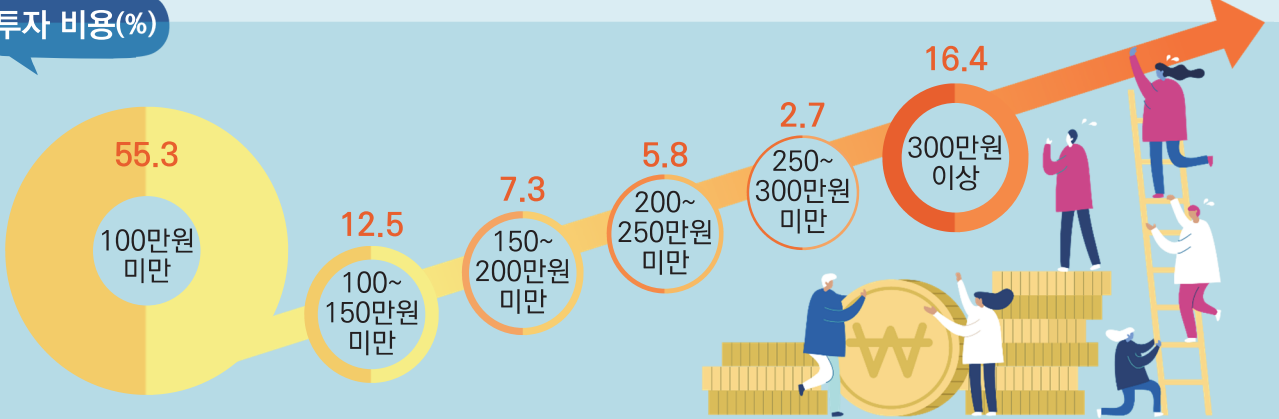 투자 비용(%)
55.3
100만원
미만
12.5
100~
150만원
미만
7.3
150~
200만원
미만
5.8
200~
250만원
미만
2.7
250~
300만원
미만
16.4
300만원
이상
₩